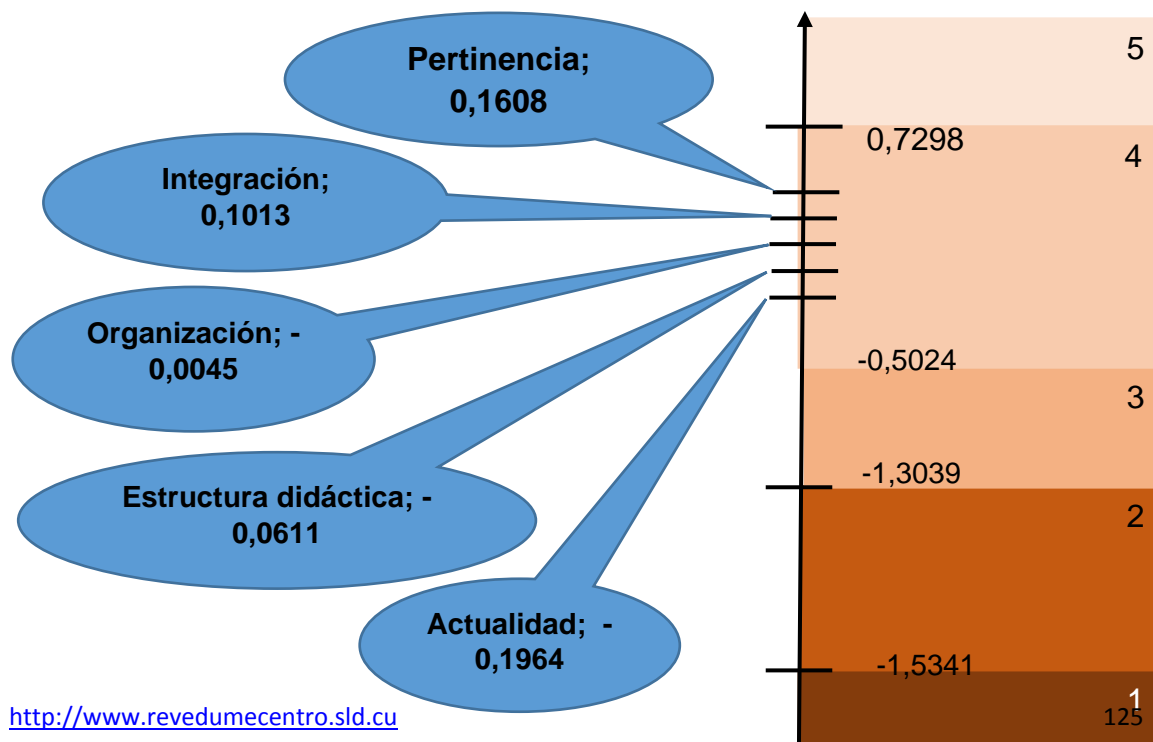 Pertinencia;
0,1608
Integración;
0,1013
Organización; -
0,0045
Estructura didáctica; -
0,0611
Actualidad; -
0,1964
5
0,7298
4
-0,5024
3
-1,3039
2
-1,5341
1
http://www.revedumecentro.sld.cu
125